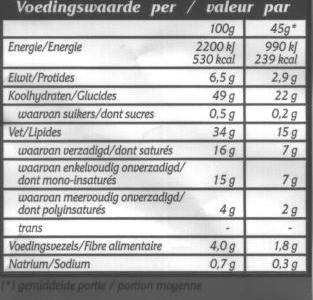 Voedingswaarde per / valeur par
100g 45g*
Energie/Energie 2200 kJ 990 kJ
530 kcal 239 kcal
Eiwit/Protides 6,5 g 2,9 g
Koolhydraten/Glucides 49 g 22 g
waarvan suikers/dont sucres 0,5 g 0,2 g
Vet/Lipides 34 g 15 g
waarvan verzadigd/dont saturés 16 g 7 g
waarvan enkelvoudig onverzadigd/
dont mono-insaturés 15 g 7 g
waarvan meervoudig onverzadigd/
dont polyinsaturés 4 g 2 g
trans - -
Voedingsvezels/Fibre alimentaire 4,0 g 1,8 g
Natrium/Sodium 0,7 g 0,3 g
(*) gemiddelde portie / portion moyenne